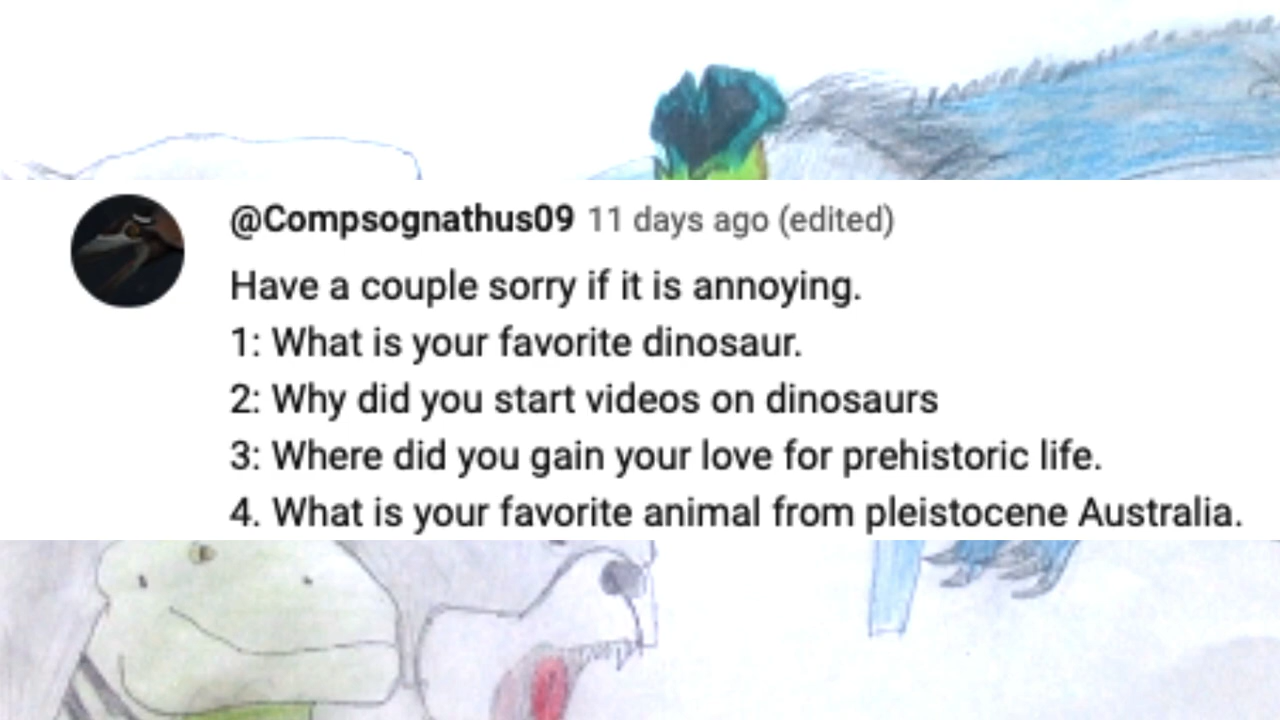 @Compsognathus09 11 days ago (edited)
Have a couple sorry if it is annoying.
1: What is your favorite dinosaur.
2: Why did you start videos on dinosaurs
3: Where did you gain your love for prehistoric life.
4. What is your favorite animal from pleistocene Australia.